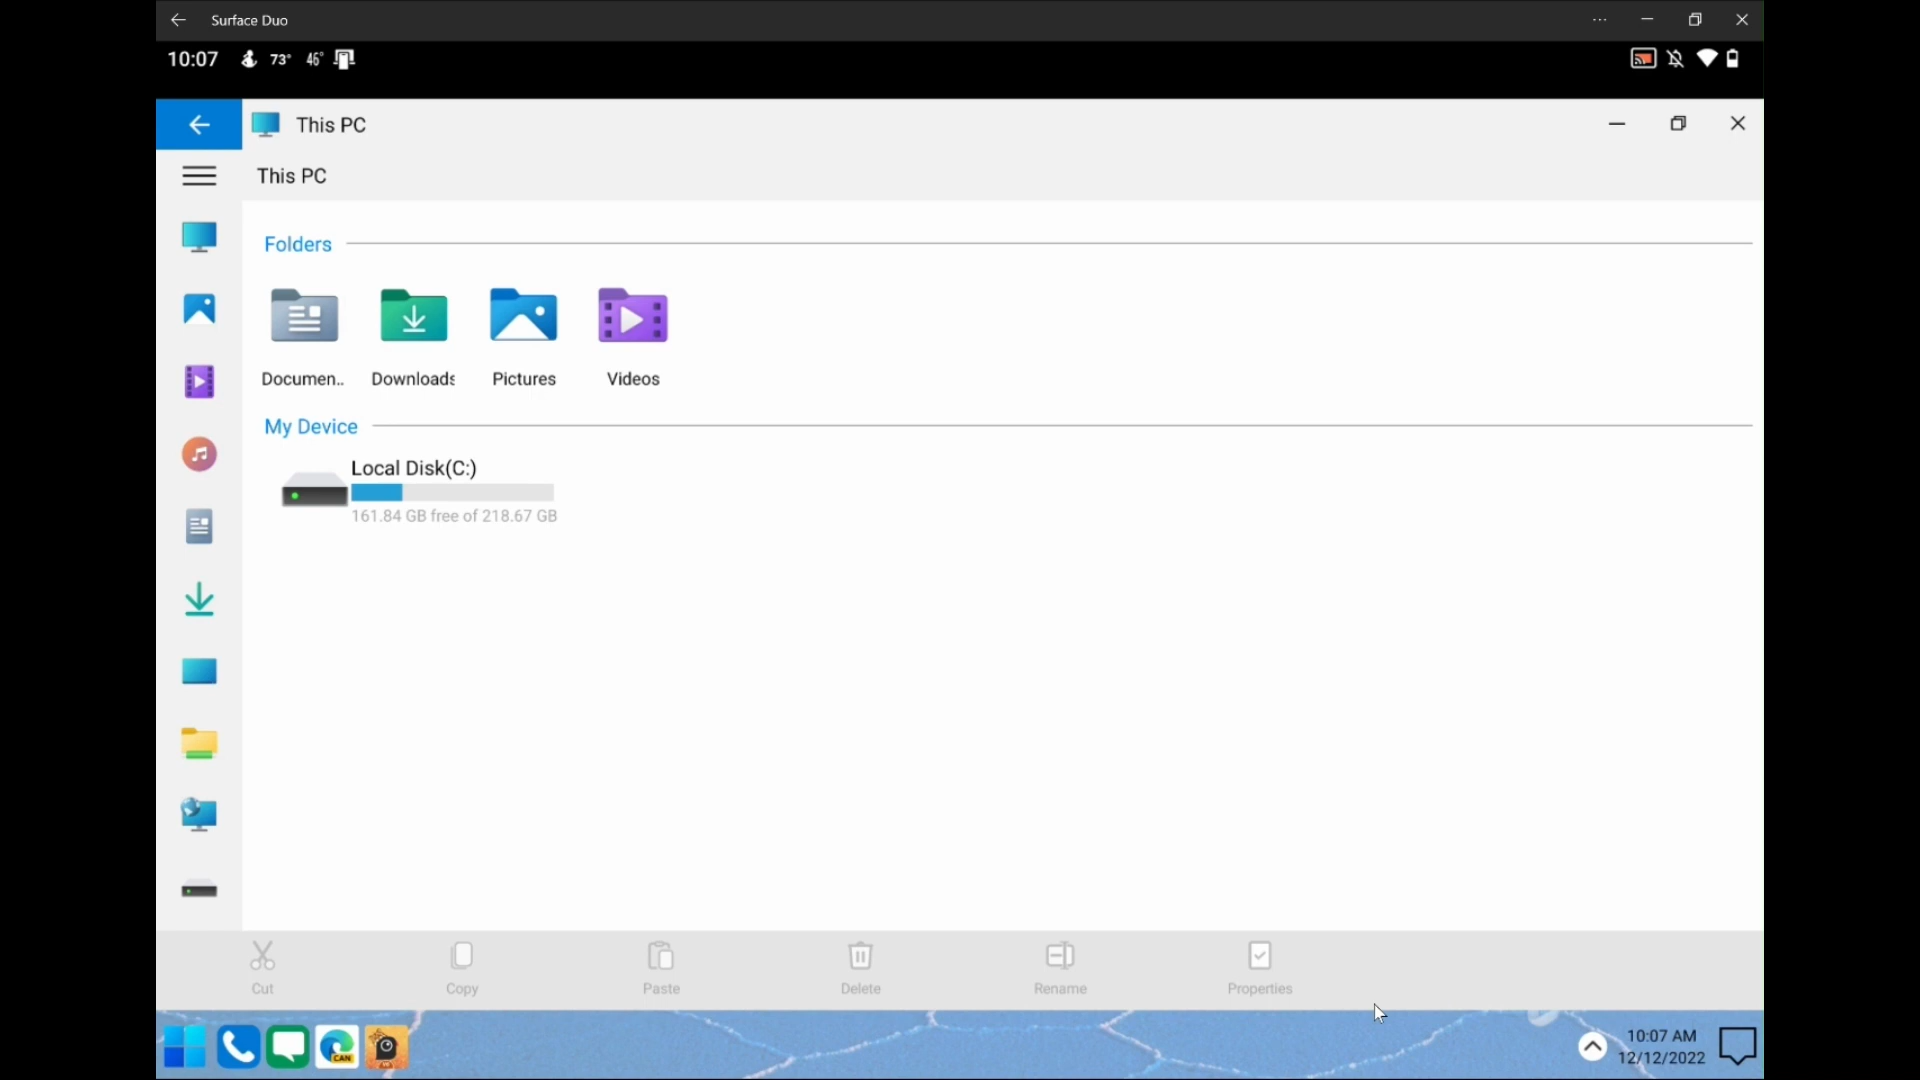 Surface Duo
10:07 73° 46°
This PC
This PC
Folders
Documen..
Downloads
Pictures
Videos
My Device
Local Disk(C:)
161.84 GB free of 218.67 GB
Cut
Copy
Paste
Delete
Rename
Properties
CAN
10:07 AM
12/12/2022